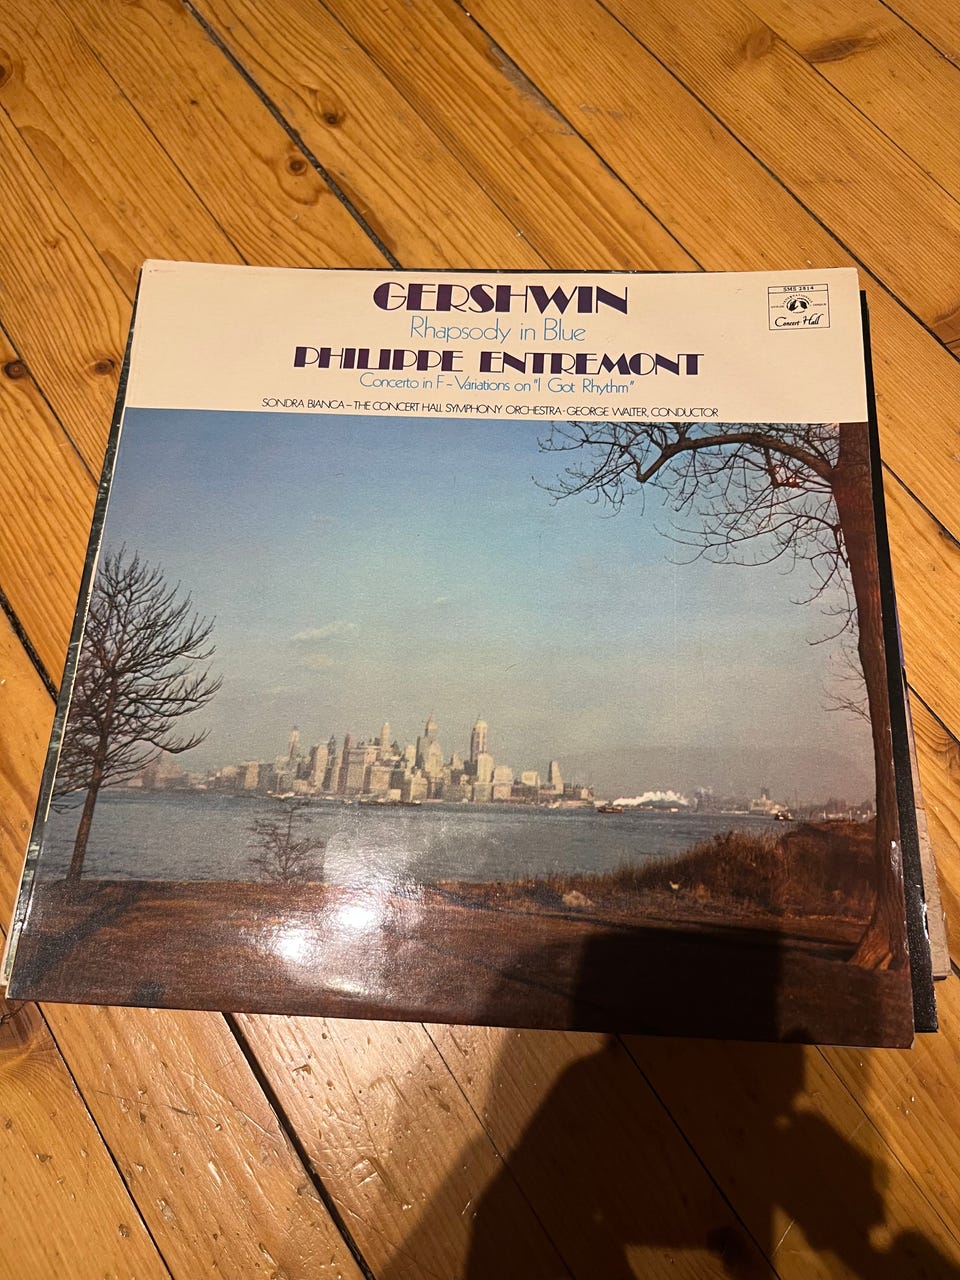 GERSHWIN
Rhapsody in Blue
PHILIPPE ENTREMONT
Concerto in F – Variations on "I Got Rhythm"
SONDRA BIANCA – THE CONCERT HALL SYMPHONY ORCHESTRA · GEORGE WALTER, CONDUCTOR
SMS 2814
Concert Hall